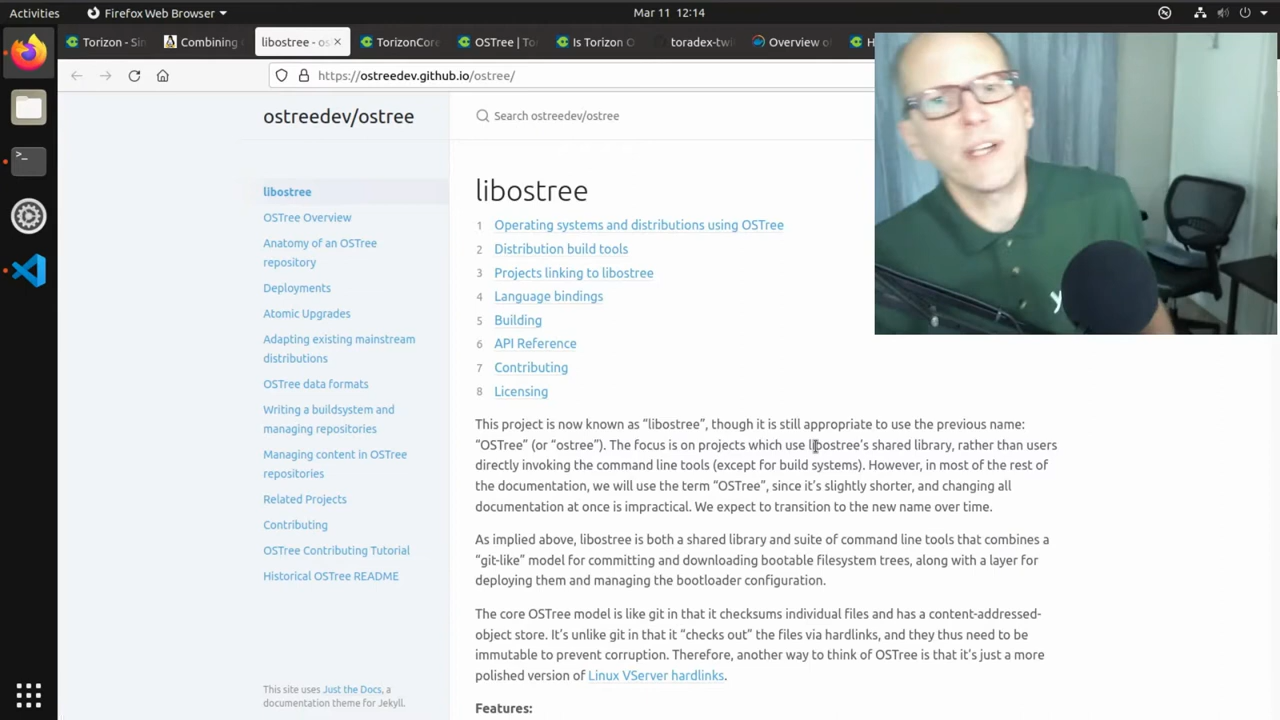 Activities
Firefox Web Browser
Mar 11 12:14
Torizon - Sin
Combining
libostree - os
TorizonCor
OSTree | To
Is Torizon O
toradex-twi
Overview of
H
https://ostreedev.github.io/ostree/
ostreedev/ostree
Search ostreedev/ostree
libostree
OSTree Overview
Anatomy of an OSTree
repository
Deployments
Atomic Upgrades
Adapting existing mainstream
distributions
OSTree data formats
Writing a buildsystem and
managing repositories
Managing content in OSTree
repositories
Related Projects
Contributing
OSTree Contributing Tutorial
Historical OSTree README
This site uses Just the Docs, a
documentation theme for Jekyll.
libostree
1 Operating systems and distributions using OSTree
2 Distribution build tools
3 Projects linking to libostree
4 Language bindings
5 Building
6 API Reference
7 Contributing
8 Licensing
This project is now known as “libostree”, though it is still appropriate to use the previous name:
“OSTree” (or “ostree”). The focus is on projects which use libostree’s shared library, rather than users
directly invoking the command line tools (except for build systems). However, in most of the rest of
the documentation, we will use the term “OSTree”, since it’s slightly shorter, and changing all
documentation at once is impractical. We expect to transition to the new name over time.
As implied above, libostree is both a shared library and suite of command line tools that combines a
“git-like” model for committing and downloading bootable filesystem trees, along with a layer for
deploying them and managing the bootloader configuration.
The core OSTree model is like git in that it checksums individual files and has a content-addressed-
object store. It’s unlike git in that it “checks out” the files via hardlinks, and they thus need to be
immutable to prevent corruption. Therefore, another way to think of OSTree is that it’s just a more
polished version of Linux VServer hardlinks.
Features: